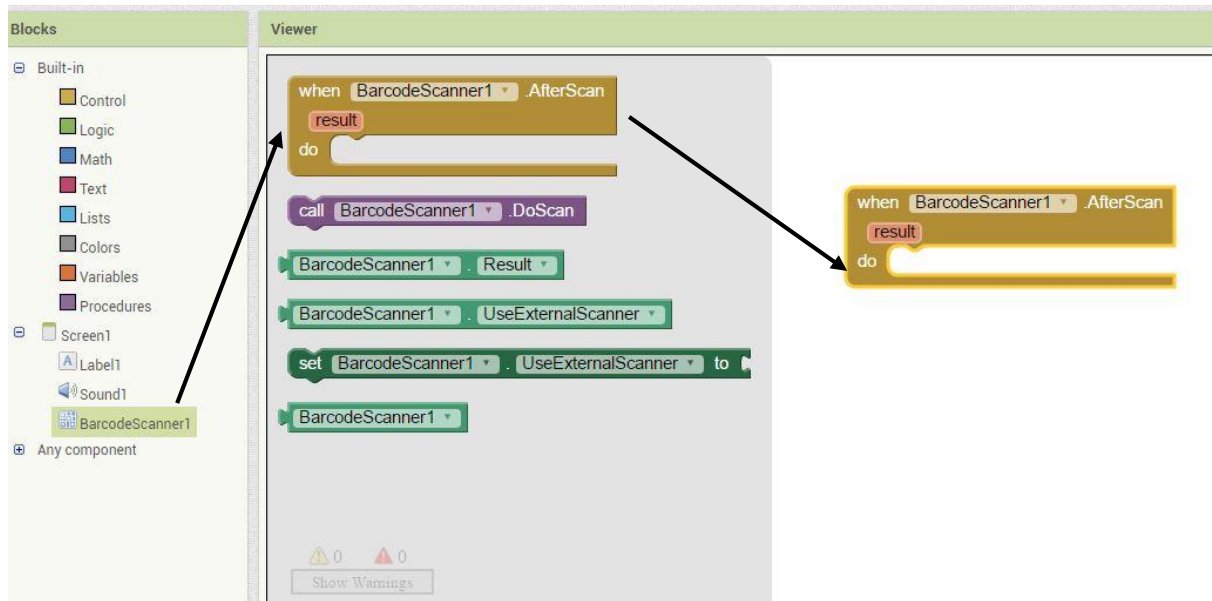 Blocks
Built-in
Control
Logic
Math
Text
Lists
Colors
Variables
Procedures
Screen1
A Label1
Sound1
BarcodeScanner1
Any component
Viewer
when BarcodeScanner1 .AfterScan
result
do
call BarcodeScanner1 .DoScan
BarcodeScanner1 . Result
BarcodeScanner1 . UseExternalScanner
set BarcodeScanner1 . UseExternalScanner to
BarcodeScanner1
0 0
Show Warnings
when BarcodeScanner1 .AfterScan
result
do